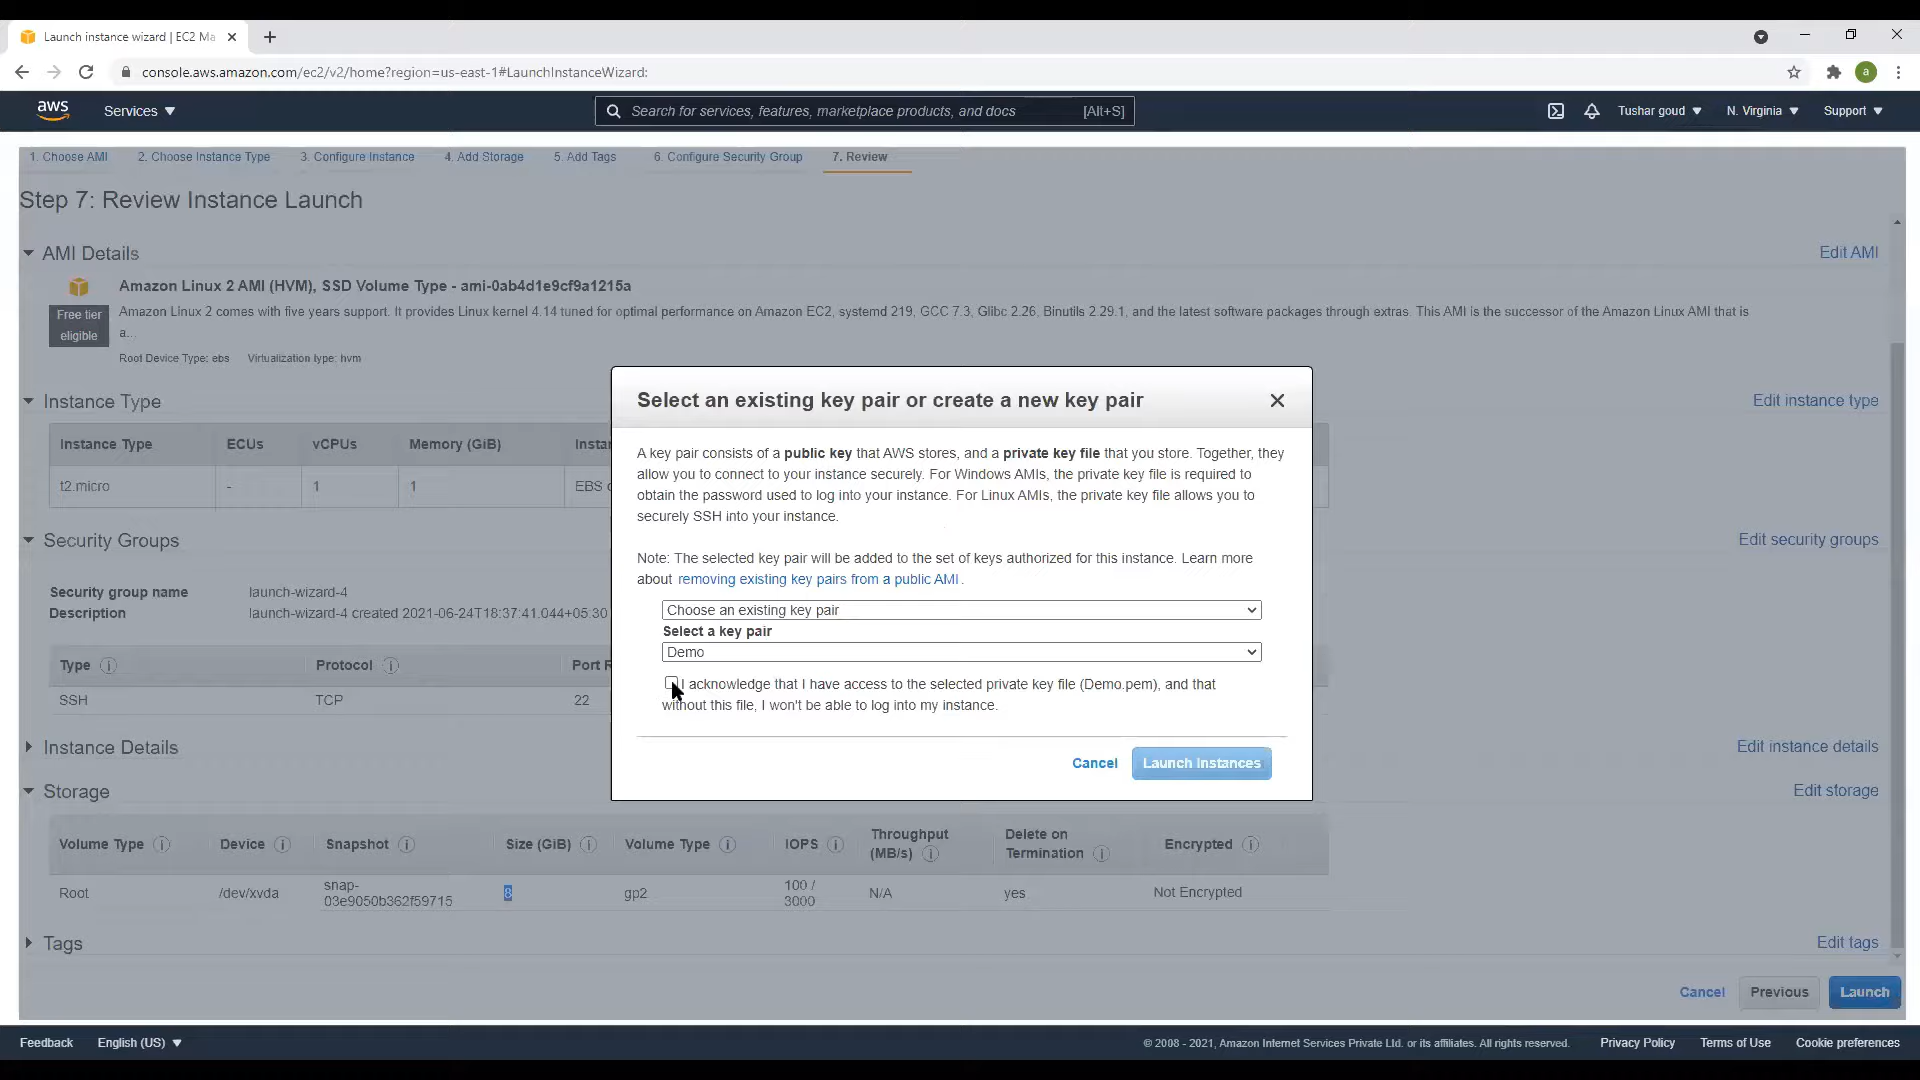 Launch instance wizard | EC2 Ma
console.aws.amazon.com/ec2/v2/home?region=us-east-1#LaunchInstanceWizard:
a
aws
Services
Search for services, features, marketplace products, and docs [Alt+S]
Tushar goud
N. Virginia
Support
1. Choose AMI 2. Choose Instance Type 3. Configure Instance 4. Add Storage 5. Add Tags 6. Configure Security Group 7. Review
Step 7: Review Instance Launch
AMI Details
Edit AMI
Amazon Linux 2 AMI (HVM), SSD Volume Type - ami-0ab4d1e9cf9a1215a
Free tier
eligible
Amazon Linux 2 comes with five years support. It provides Linux kernel 4.14 tuned for optimal performance on Amazon EC2, systemd 219, GCC 7.3, Glibc 2.26, Binutils 2.29.1, and the latest software packages through extras. This AMI is the successor of the Amazon Linux AMI that is
a...
Root Device Type: ebs Virtualization type: hvm
Instance Type
Edit instance type
Instance Type ECUs vCPUs Memory (GiB) Instan
t2.micro - 1 1 EBS o
Security Groups
Edit security groups
Security group name launch-wizard-4
Description launch-wizard-4 created 2021-06-24T18:37:41.044+05:30
Type Protocol Port R
SSH TCP 22
Instance Details
Edit instance details
Storage
Edit storage
Volume Type Device Snapshot Size (GiB) Volume Type IOPS Throughput (MB/s) Delete on Termination Encrypted
Root /dev/xvda snap-03e9050b362f59715 8 gp2 100 / 3000 N/A yes Not Encrypted
Tags
Edit tags
Select an existing key pair or create a new key pair
A key pair consists of a public key that AWS stores, and a private key file that you store. Together, they
allow you to connect to your instance securely. For Windows AMIs, the private key file is required to
obtain the password used to log into your instance. For Linux AMIs, the private key file allows you to
securely SSH into your instance.
Note: The selected key pair will be added to the set of keys authorized for this instance. Learn more
about removing existing key pairs from a public AMI .
Choose an existing key pair
Select a key pair
Demo
I acknowledge that I have access to the selected private key file (Demo.pem), and that
without this file, I won't be able to log into my instance.
Cancel Launch Instances
Cancel Previous Launch
Feedback English (US)
© 2008 - 2021, Amazon Internet Services Private Ltd. or its affiliates. All rights reserved. Privacy Policy Terms of Use Cookie preferences